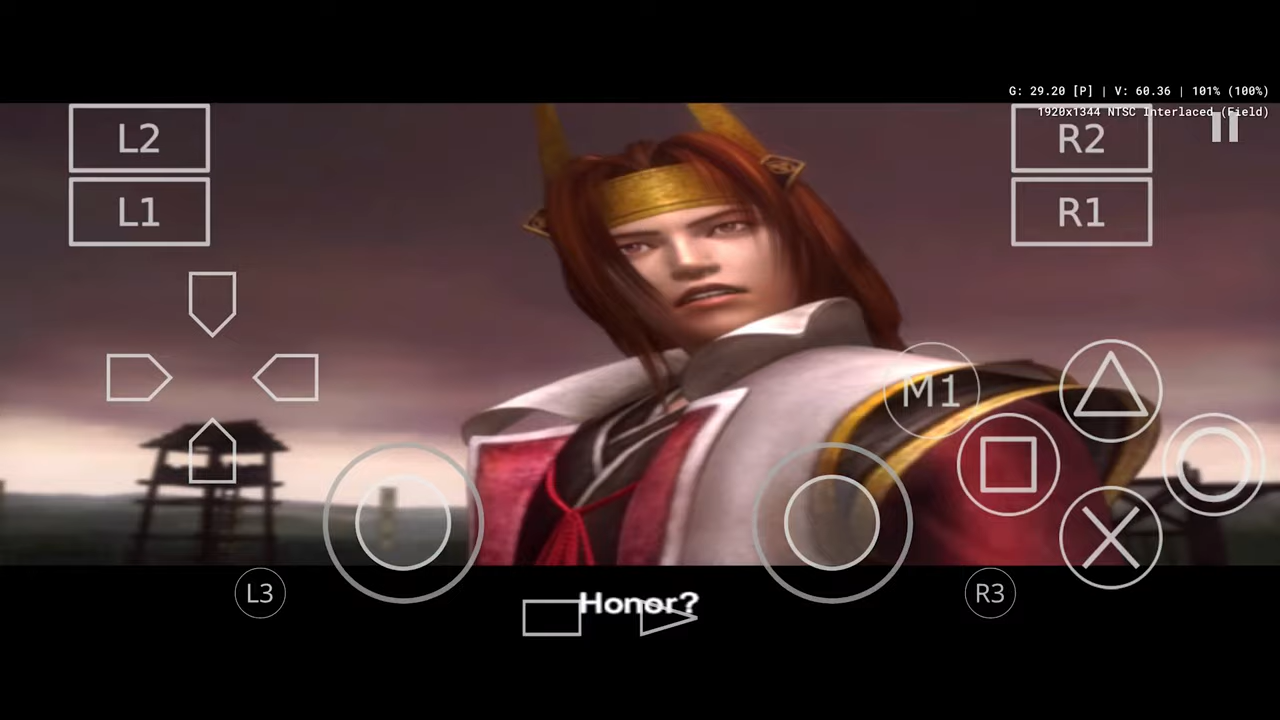 G: 29.20 [P] | V: 60.36 | 101% (100%)
1920x1344 NTSC Interlaced (Field)
L2
R2
L1
R1
M1
L3
R3
Honor?